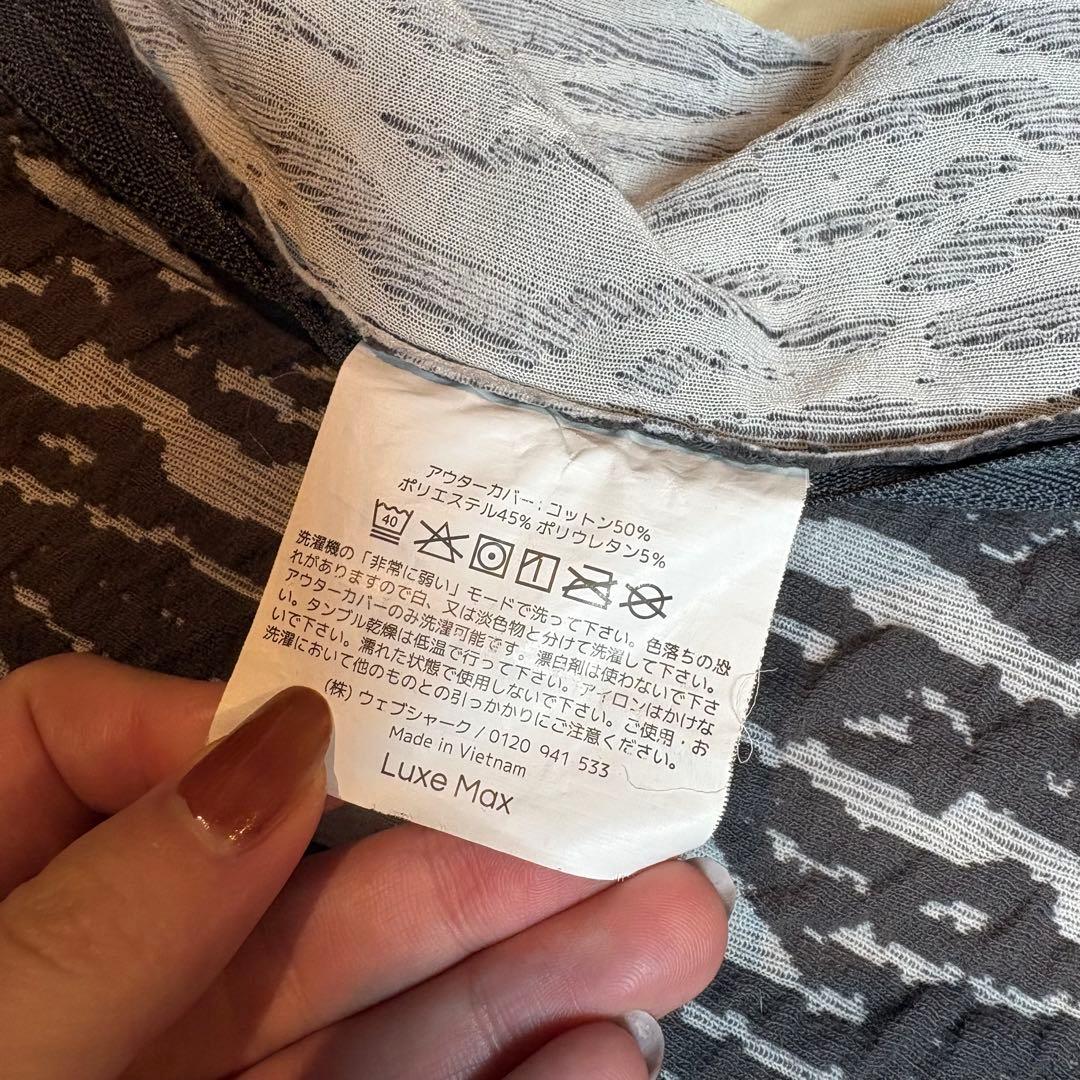 アウターカバー:コットン50%
ポリエステル45% ポリウレタン5%
40
洗濯機の「非常に弱い」モードで洗って下さい。色落ちの恐
れがありますので白、又は淡色物と分けて洗濯して下さい。
アウターカバーのみ洗濯可能です。漂白剤は使わないで下さ
い。タンブル乾燥は低温で行って下さい。アイロンはかけな
いで下さい。濡れた状態で使用しないで下さい。ご使用・お
洗濯において他のものとの引っかかりにご注意ください。
(株) ウェブシャーク / 0120 941 533
Made in Vietnam
Luxe Max